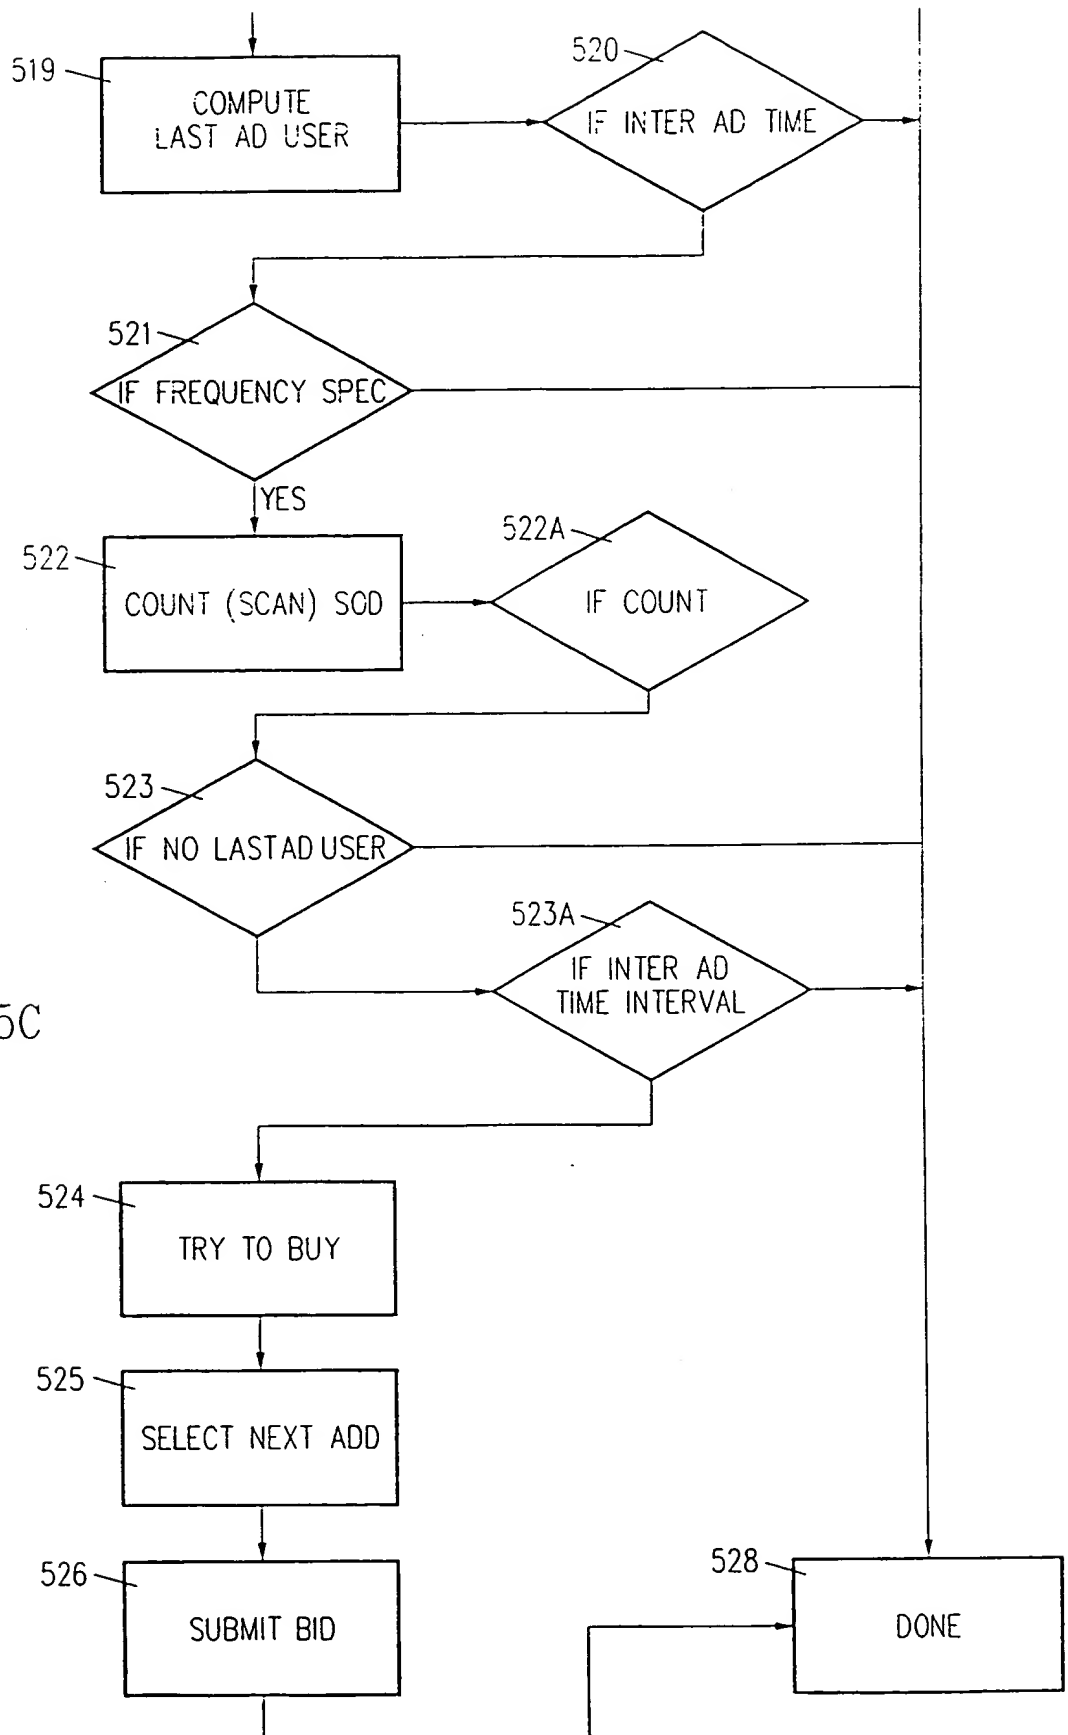 519
COMPUTE
LAST AD USER
520
IF INTER AD TIME
521
IF FREQUENCY SPEC
YES
522
COUNT (SCAN) SOD
522A
IF COUNT
523
IF NO LAST AD USER
523A
IF INTER AD
TIME INTERVAL
5C
524
TRY TO BUY
525
SELECT NEXT ADD
526
SUBMIT BID
528
DONE